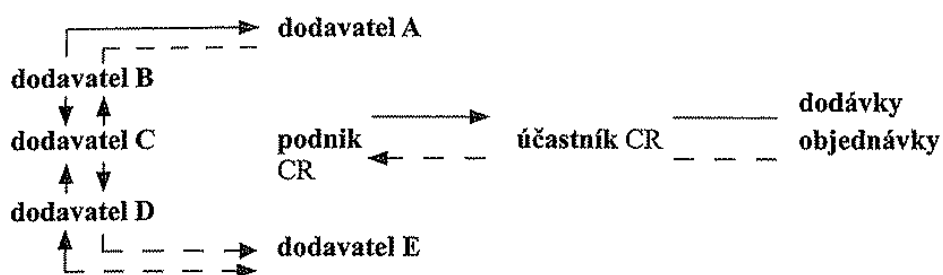 dodavatel A
dodavatel B
dodávky
dodavatel C
podnik
CR
účastník CR
objednávky
dodavatel D
dodavatel E